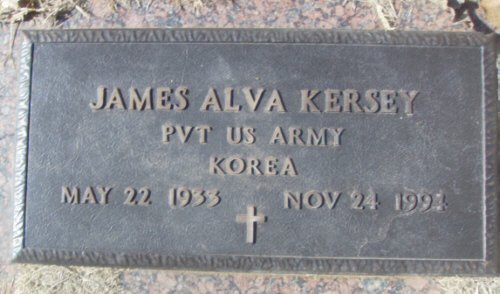 JAMES ALVA KERSEY
PVT US ARMY
KOREA
MAY 22 1933 NOV 24 1994